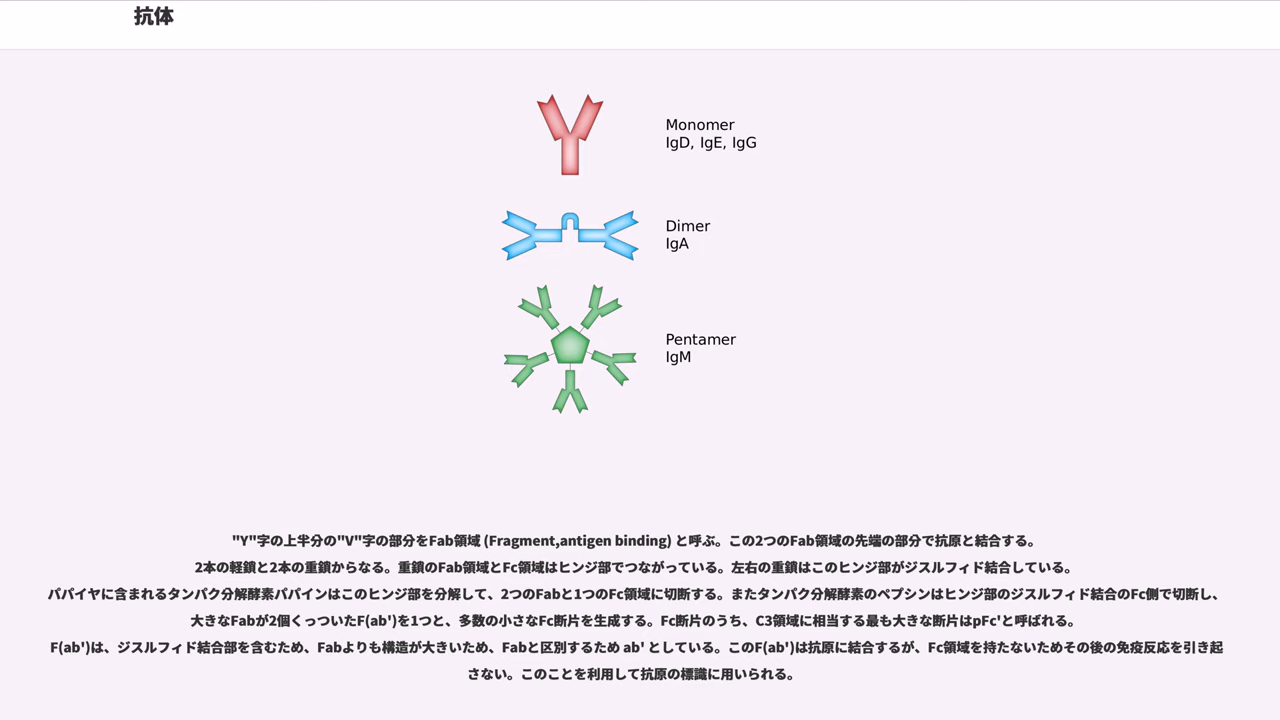 抗体
Monomer
IgD, IgE, IgG
Dimer
IgA
Pentamer
IgM
"Y"字の上半分の"V"字の部分をFab領域 (Fragment,antigen binding) と呼ぶ。この2つのFab領域の先端の部分で抗原と結合する。
2本の軽鎖と2本の重鎖からなる。重鎖のFab領域とFc領域はヒンジ部でつながっている。左右の重鎖はこのヒンジ部がジスルフィド結合している。
パパイヤに含まれるタンパク分解酵素パパインはこのヒンジ部を分解して、2つのFabと1つのFc領域に切断する。またタンパク分解酵素のペプシンはヒンジ部のジスルフィド結合のFc側で切断し、
大きなFabが2個くっついたF(ab')を1つと、多数の小さなFc断片を生成する。Fc断片のうち、C3領域に相当する最も大きな断片はpFc'と呼ばれる。
F(ab')は、ジスルフィド結合部を含むため、Fabよりも構造が大きいため、Fabと区別するため ab' としている。このF(ab')は抗原に結合するが、Fc領域を持たないためその後の免疫反応を引き起
さない。このことを利用して抗原の標識に用いられる。